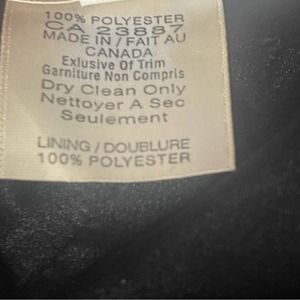 100% POLYESTER
CA 23887
MADE IN / FAIT AU
CANADA
Exlusive Of Trim
Garniture Non Compris
Dry Clean Only
Nettoyer A Sec
Seulement
LINING / DOUBLURE
100% POLYESTER